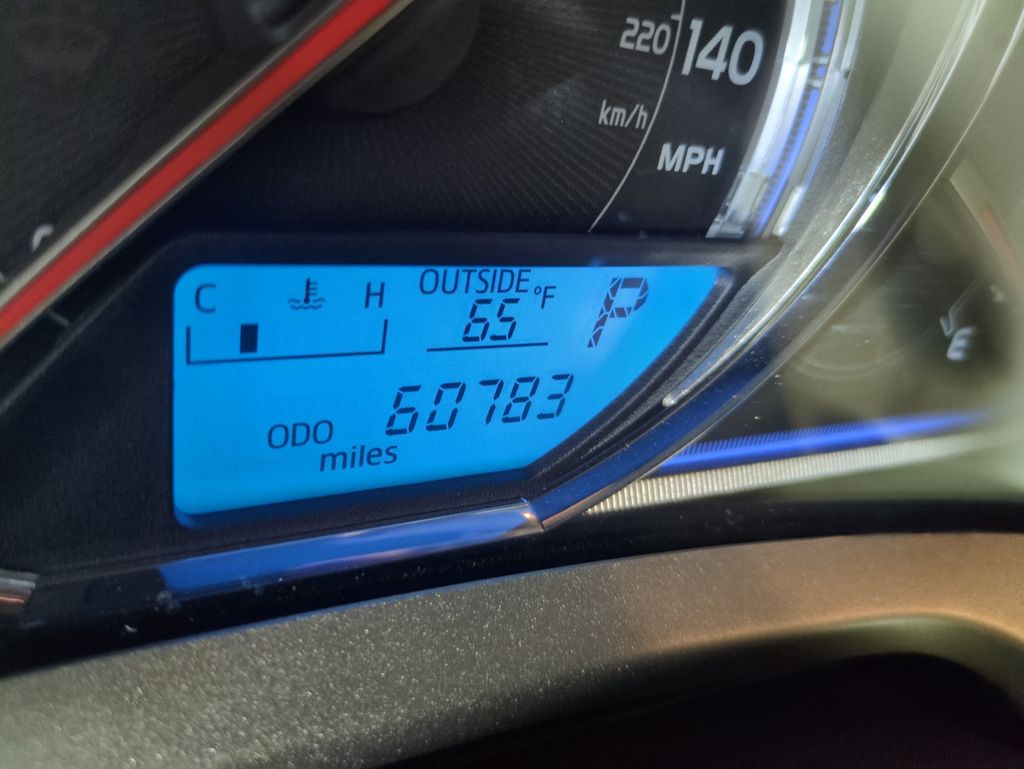 220 140
km/h
MPH
C H OUTSIDE
65 °F P
ODO 60783
miles
E